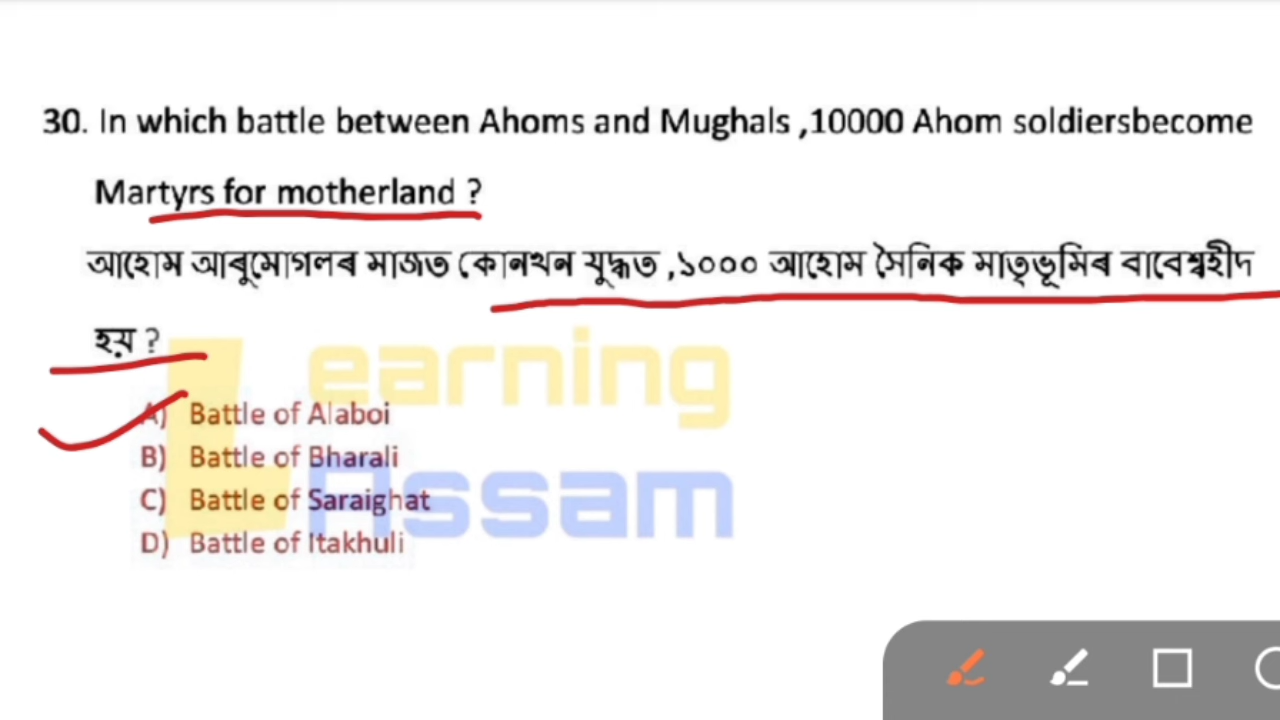 30. In which battle between Ahoms and Mughals ,10000 Ahom soldiersbecome
Martyrs for motherland ?
আহোম আৰুমোগলৰ মাজত কোনখন যুদ্ধত ,১০০০ আহোম সৈনিক মাতৃভূমিৰ বাবেশ্বহীদ
হয় ?
A) Battle of Alaboi
B) Battle of Bharali
C) Battle of Saraighat
D) Battle of Itakhuli
Learning
Assam